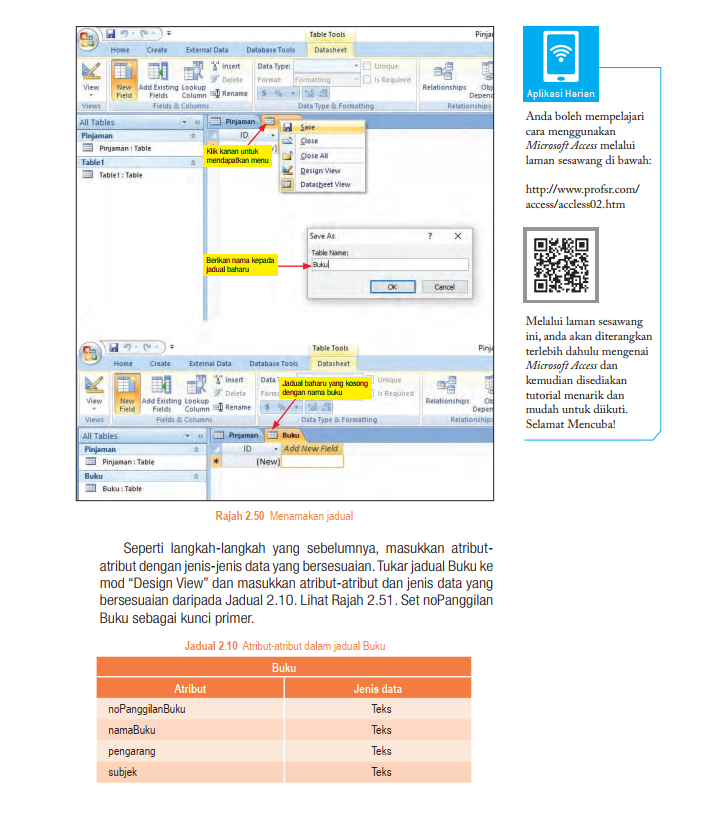 Table Tools
Pinja
Home Create External Data Database Tools Datasheet
View
Views
New
Field
Add Existing
Fields
Lookup
Column
Insert
Delete
Rename
Fields & Columns
Data Type:
Format: Formatting
$ % ,
Unique
Is Required
Data Type & Formatting
Relationships
Obj
Depend
Relationships
All Tables
Pinjaman
Pinjaman : Table
Table1
Table1 : Table
Pinjaman
ID
Klik kanan untuk
mendapatkan menu
Save
Close
Close All
Design View
Datasheet View
Save As ? X
Table Name:
Buku
OK Cancel
Berikan nama kepada
jadual baharu
Table Tools
Pinja
Home Create External Data Database Tools Datasheet
View
Views
New
Field
Add Existing
Fields
Lookup
Column
Insert
Delete
Rename
Fields & Columns
Data
Forma
$ % ,
Unique
Is Required
Data Type & Formatting
Jadual baharu yang kosong
dengan nama buku
Relationships
Ob
Depen
Relationships
All Tables
Pinjaman
Pinjaman : Table
Buku
Buku : Table
Pinjaman Buku
ID Add New Field
(New)
Rajah 2.50 Menamakan jadual
Seperti langkah-langkah yang sebelumnya, masukkan atribut-
atribut dengan jenis-jenis data yang bersesuaian. Tukar jadual Buku ke
mod “Design View” dan masukkan atribut-atribut dan jenis data yang
bersesuaian daripada Jadual 2.10. Lihat Rajah 2.51. Set noPanggilan
Buku sebagai kunci primer.
Jadual 2.10 Atribut-atribut dalam jadual Buku
Buku
Atribut Jenis data
noPanggilanBuku Teks
namaBuku Teks
pengarang Teks
subjek Teks
Aplikasi Harian
Anda boleh mempelajari
cara menggunakan
Microsoft Access melalui
laman sesawang di bawah:
http://www.profsr.com/
access/accless02.htm
Melalui laman sesawang
ini, anda akan diterangkan
terlebih dahulu mengenai
Microsoft Access dan
kemudian disediakan
tutorial menarik dan
mudah untuk diikuti.
Selamat Mencuba!